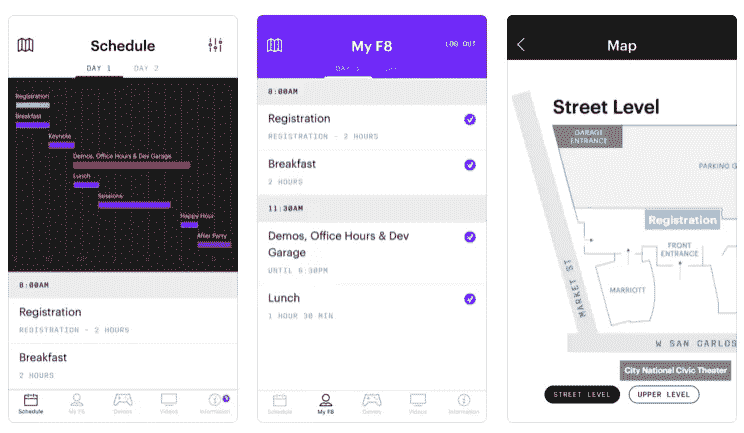 Schedule
DAY 1 DAY 2
Registration
Breakfast
Keynote
Demos, Office Hours & Dev Garage
Lunch
Sessions
Happy Hour
After Party
8:00AM
Registration
REGISTRATION - 2 HOURS
Breakfast
2 HOURS
Schedule My F8 Demos Videos Information
My F8
LOG OUT
DAY 1
8:00AM
Registration
REGISTRATION - 2 HOURS
Breakfast
2 HOURS
11:30AM
Demos, Office Hours & Dev
Garage
UNTIL 6:30PM
Lunch
1 HOUR 30 MIN
Schedule My F8 Demos Videos Information
Map
Street Level
GARAGE
ENTRANCE
PARKING G
Registration
FRONT
ENTRANCE
MARRIOTT
MARKET ST
W SAN CARLOS
City National Civic Theater
STREET LEVEL UPPER LEVEL